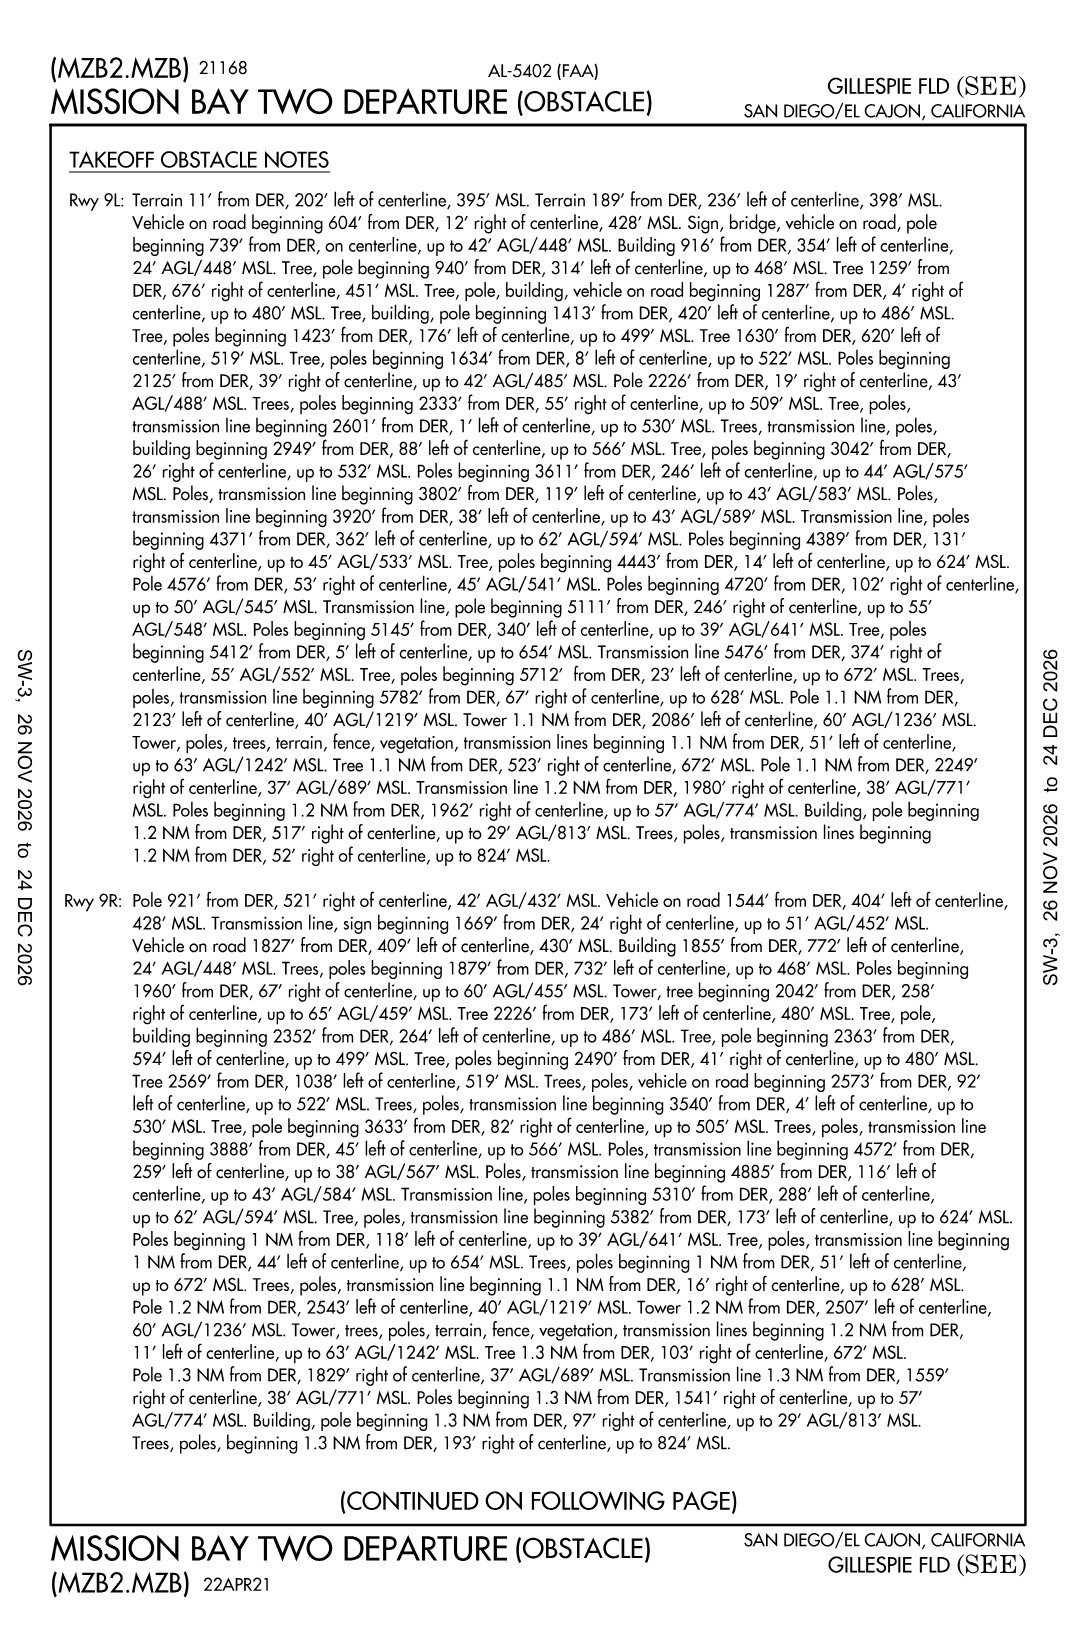 (MZB2.MZB) 21168
AL-5402 (FAA)
GILLESPIE FLD (SEE)
MISSION BAY TWO DEPARTURE (OBSTACLE)
SAN DIEGO/EL CAJON, CALIFORNIA
TAKEOFF OBSTACLE NOTES
Rwy 9L: Terrain 11′ from DER, 202′ left of centerline, 395′ MSL. Terrain 189′ from DER, 236′ left of centerline, 398′ MSL.
Vehicle on road beginning 604′ from DER, 12′ right of centerline, 428′ MSL. Sign, bridge, vehicle on road, pole
beginning 739′ from DER, on centerline, up to 42′ AGL/448′ MSL. Building 916′ from DER, 354′ left of centerline,
24′ AGL/448′ MSL. Tree, pole beginning 940′ from DER, 314′ left of centerline, up to 468′ MSL. Tree 1259′ from
DER, 676′ right of centerline, 451′ MSL. Tree, pole, building, vehicle on road beginning 1287′ from DER, 4′ right of
centerline, up to 480′ MSL. Tree, building, pole beginning 1413′ from DER, 420′ left of centerline, up to 486′ MSL.
Tree, poles beginning 1423′ from DER, 176′ left of centerline, up to 499′ MSL. Tree 1630′ from DER, 620′ left of
centerline, 519′ MSL. Tree, poles beginning 1634′ from DER, 8′ left of centerline, up to 522′ MSL. Poles beginning
2125′ from DER, 39′ right of centerline, up to 42′ AGL/485′ MSL. Pole 2226′ from DER, 19′ right of centerline, 43′
AGL/488′ MSL. Trees, poles beginning 2333′ from DER, 55′ right of centerline, up to 509′ MSL. Tree, poles,
transmission line beginning 2601′ from DER, 1′ left of centerline, up to 530′ MSL. Trees, transmission line, poles,
building beginning 2949′ from DER, 88′ left of centerline, up to 566′ MSL. Tree, poles beginning 3042′ from DER,
26′ right of centerline, up to 532′ MSL. Poles beginning 3611′ from DER, 246′ left of centerline, up to 44′ AGL/575′
MSL. Poles, transmission line beginning 3802′ from DER, 119′ left of centerline, up to 43′ AGL/583′ MSL. Poles,
transmission line beginning 3920′ from DER, 38′ left of centerline, up to 43′ AGL/589′ MSL. Transmission line, poles
beginning 4371′ from DER, 362′ left of centerline, up to 62′ AGL/594′ MSL. Poles beginning 4389′ from DER, 131′
right of centerline, up to 45′ AGL/533′ MSL. Tree, poles beginning 4443′ from DER, 14′ left of centerline, up to 624′ MSL.
Pole 4576′ from DER, 53′ right of centerline, 45′ AGL/541′ MSL. Poles beginning 4720′ from DER, 102′ right of centerline,
up to 50′ AGL/545′ MSL. Transmission line, pole beginning 5111′ from DER, 246′ right of centerline, up to 55′
AGL/548′ MSL. Poles beginning 5145′ from DER, 340′ left of centerline, up to 39′ AGL/641′ MSL. Tree, poles
beginning 5412′ from DER, 5′ left of centerline, up to 654′ MSL. Transmission line 5476′ from DER, 374′ right of
centerline, 55′ AGL/552′ MSL. Tree, poles beginning 5712′ from DER, 23′ left of centerline, up to 672′ MSL. Trees,
poles, transmission line beginning 5782′ from DER, 67′ right of centerline, up to 628′ MSL. Pole 1.1 NM from DER,
2123′ left of centerline, 40′ AGL/1219′ MSL. Tower 1.1 NM from DER, 2086′ left of centerline, 60′ AGL/1236′ MSL.
Tower, poles, trees, terrain, fence, vegetation, transmission lines beginning 1.1 NM from DER, 51′ left of centerline,
up to 63′ AGL/1242′ MSL. Tree 1.1 NM from DER, 523′ right of centerline, 672′ MSL. Pole 1.1 NM from DER, 2249′
right of centerline, 37′ AGL/689′ MSL. Transmission line 1.2 NM from DER, 1980′ right of centerline, 38′ AGL/771′
MSL. Poles beginning 1.2 NM from DER, 1962′ right of centerline, up to 57′ AGL/774′ MSL. Building, pole beginning
1.2 NM from DER, 517′ right of centerline, up to 29′ AGL/813′ MSL. Trees, poles, transmission lines beginning
1.2 NM from DER, 52′ right of centerline, up to 824′ MSL.
Rwy 9R: Pole 921′ from DER, 521′ right of centerline, 42′ AGL/432′ MSL. Vehicle on road 1544′ from DER, 404′ left of centerline,
428′ MSL. Transmission line, sign beginning 1669′ from DER, 24′ right of centerline, up to 51′ AGL/452′ MSL.
Vehicle on road 1827′ from DER, 409′ left of centerline, 430′ MSL. Building 1855′ from DER, 772′ left of centerline,
24′ AGL/448′ MSL. Trees, poles beginning 1879′ from DER, 732′ left of centerline, up to 468′ MSL. Poles beginning
1960′ from DER, 67′ right of centerline, up to 60′ AGL/455′ MSL. Tower, tree beginning 2042′ from DER, 258′
right of centerline, up to 65′ AGL/459′ MSL. Tree 2226′ from DER, 173′ left of centerline, 480′ MSL. Tree, pole,
building beginning 2352′ from DER, 264′ left of centerline, up to 486′ MSL. Tree, pole beginning 2363′ from DER,
594′ left of centerline, up to 499′ MSL. Tree, poles beginning 2490′ from DER, 41′ right of centerline, up to 480′ MSL.
Tree 2569′ from DER, 1038′ left of centerline, 519′ MSL. Trees, poles, vehicle on road beginning 2573′ from DER, 92′
left of centerline, up to 522′ MSL. Trees, poles, transmission line beginning 3540′ from DER, 4′ left of centerline, up to
530′ MSL. Tree, pole beginning 3633′ from DER, 82′ right of centerline, up to 505′ MSL. Trees, poles, transmission line
beginning 3888′ from DER, 45′ left of centerline, up to 566′ MSL. Poles, transmission line beginning 4572′ from DER,
259′ left of centerline, up to 38′ AGL/567′ MSL. Poles, transmission line beginning 4885′ from DER, 116′ left of
centerline, up to 43′ AGL/584′ MSL. Transmission line, poles beginning 5310′ from DER, 288′ left of centerline,
up to 62′ AGL/594′ MSL. Tree, poles, transmission line beginning 5382′ from DER, 173′ left of centerline, up to 624′ MSL.
Poles beginning 1 NM from DER, 118′ left of centerline, up to 39′ AGL/641′ MSL. Tree, poles, transmission line beginning
1 NM from DER, 44′ left of centerline, up to 654′ MSL. Trees, poles beginning 1 NM from DER, 51′ left of centerline,
up to 672′ MSL. Trees, poles, transmission line beginning 1.1 NM from DER, 16′ right of centerline, up to 628′ MSL.
Pole 1.2 NM from DER, 2543′ left of centerline, 40′ AGL/1219′ MSL. Tower 1.2 NM from DER, 2507′ left of centerline,
60′ AGL/1236′ MSL. Tower, trees, poles, terrain, fence, vegetation, transmission lines beginning 1.2 NM from DER,
11′ left of centerline, up to 63′ AGL/1242′ MSL. Tree 1.3 NM from DER, 103′ right of centerline, 672′ MSL.
Pole 1.3 NM from DER, 1829′ right of centerline, 37′ AGL/689′ MSL. Transmission line 1.3 NM from DER, 1559′
right of centerline, 38′ AGL/771′ MSL. Poles beginning 1.3 NM from DER, 1541′ right of centerline, up to 57′
AGL/774′ MSL. Building, pole beginning 1.3 NM from DER, 97′ right of centerline, up to 29′ AGL/813′ MSL.
Trees, poles, beginning 1.3 NM from DER, 193′ right of centerline, up to 824′ MSL.
(CONTINUED ON FOLLOWING PAGE)
MISSION BAY TWO DEPARTURE (OBSTACLE)
SAN DIEGO/EL CAJON, CALIFORNIA
GILLESPIE FLD (SEE)
(MZB2.MZB) 22APR21
SW-3, 26 NOV 2026 to 24 DEC 2026
SW-3, 26 NOV 2026 to 24 DEC 2026